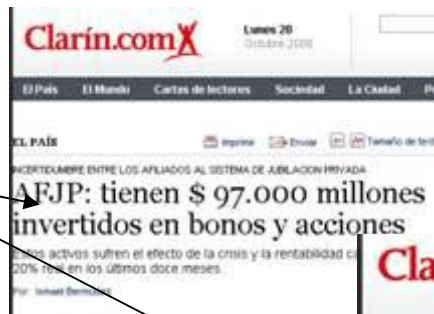 Clarín.com
Lunes 20
Octubre 2008
El País El Mundo Cartas de lectores Sociedad La Ciudad
EL PAÍS Imprimir Enviar Tamaño de
INCERTIDUMBRE ENTRE LOS AFILIADOS AL SISTEMA DE JUBILACION PRIVADA
AFJP: tienen $ 97.000 millones
invertidos en bonos y acciones
Estos activos sufren el efecto de la crisis y la rentabilidad
20% real en los últimos doce meses.
Por: Ismael Bermúdez
Cla